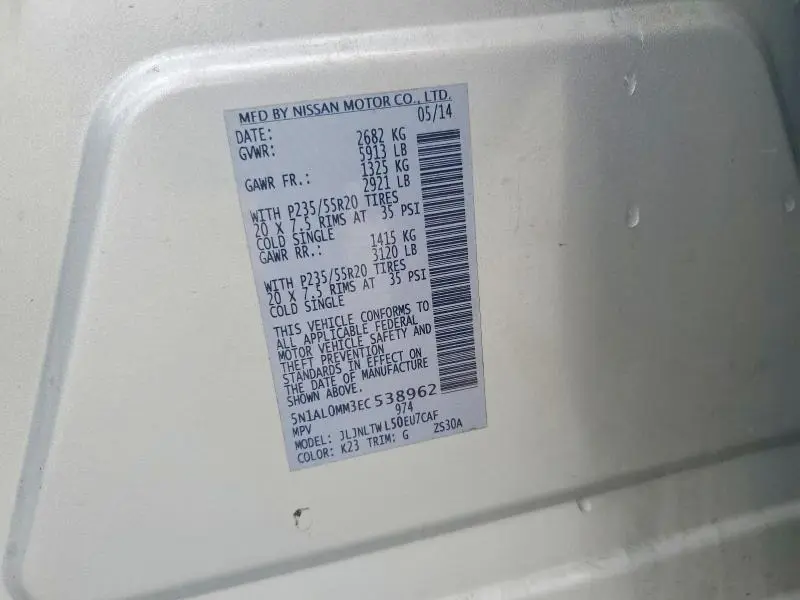 MFD BY NISSAN MOTOR CO., LTD.
DATE: 05/14
GVWR: 2682 KG
5913 LB
GAWR FR.: 1325 KG
2921 LB
WITH P235/55R20 TIRES
20 X 7.5 RIMS AT 35 PSI
COLD SINGLE
GAWR RR.: 1415 KG
3120 LB
WITH P235/55R20 TIRES
20 X 7.5 RIMS AT 35 PSI
COLD SINGLE
THIS VEHICLE CONFORMS TO
ALL APPLICABLE FEDERAL
MOTOR VEHICLE SAFETY AND
THEFT PREVENTION
STANDARDS IN EFFECT ON
THE DATE OF MANUFACTURE
SHOWN ABOVE.
5N1AL0MM3EC538962
MPV 974
MODEL: JLJNLTWL50EU7CAF
COLOR: K23 TRIM: G ZS30A